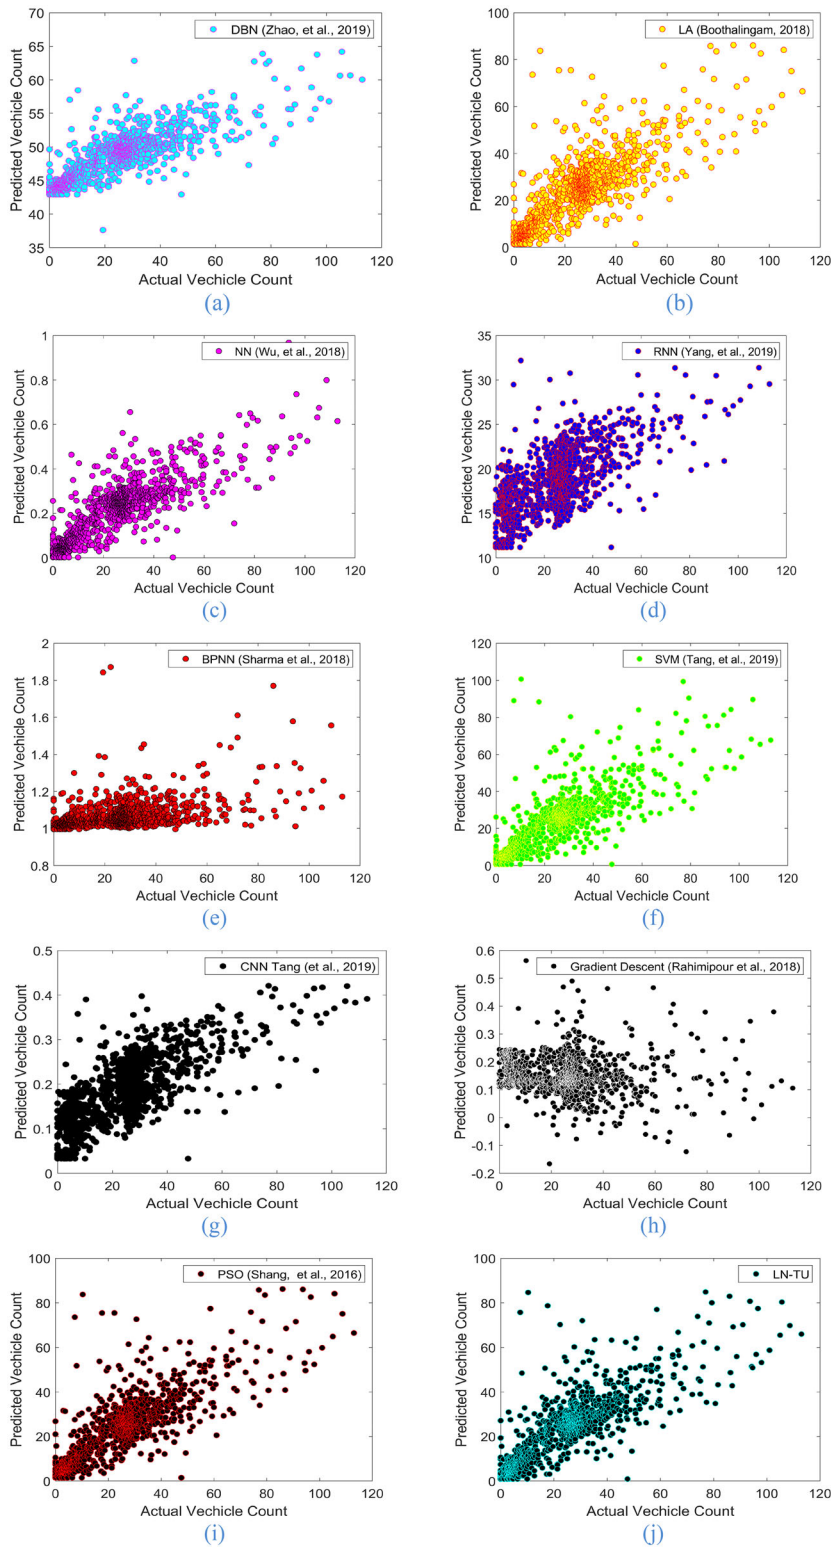 DBN (Zhao, et al., 2019)
Predicted Vechicle Count
70
65
60
55
50
45
40
35
0 20 40 60 80 100 120
Actual Vechicle Count
(a)
LA (Boothalingam, 2018)
Predicted Vechicle Count
100
80
60
40
20
0
0 20 40 60 80 100 120
Actual Vechicle Count
(b)
NN (Wu, et al., 2018)
Predicted Vechicle Count
1
0.8
0.6
0.4
0.2
0
0 20 40 60 80 100 120
Actual Vechicle Count
(c)
RNN (Yang, et al., 2019)
Predicted Vechicle Count
35
30
25
20
15
10
0 20 40 60 80 100 120
Actual Vechicle Count
(d)
BPNN (Sharma et al., 2018)
Predicted Vechicle Count
2
1.8
1.6
1.4
1.2
1
0.8
0 20 40 60 80 100 120
Actual Vechicle Count
(e)
SVM (Tang, et al., 2019)
Predicted Vechicle Count
120
100
80
60
40
20
0
0 20 40 60 80 100 120
Actual Vechicle Count
(f)
CNN Tang (et al., 2019)
Predicted Vechicle Count
0.5
0.4
0.3
0.2
0.1
0
0 20 40 60 80 100 120
Actual Vechicle Count
(g)
Gradient Descent (Rahimipour et al., 2018)
Predicted Vechicle Count
0.6
0.5
0.4
0.3
0.2
0.1
0
-0.1
-0.2
0 20 40 60 80 100 120
Actual Vechicle Count
(h)
PSO (Shang, et al., 2016)
Predicted Vechicle Count
100
80
60
40
20
0
0 20 40 60 80 100 120
Actual Vechicle Count
(i)
LN-TU
Predicted Vechicle Count
100
80
60
40
20
0
0 20 40 60 80 100 120
Actual Vechicle Count
(j)